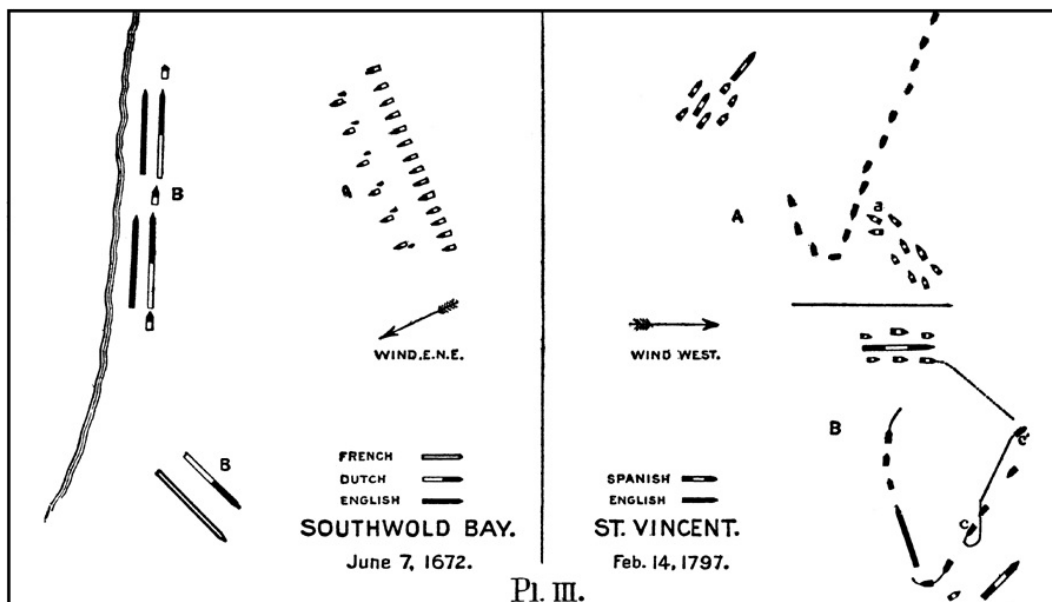 B
WIND. E.N.E.
B
FRENCH
DUTCH
ENGLISH
SOUTHWOLD BAY.
June 7, 1672.
A
a
WIND WEST.
B
c'
c
SPANISH
ENGLISH
ST. VINCENT.
Feb. 14, 1797.
Pl. III.